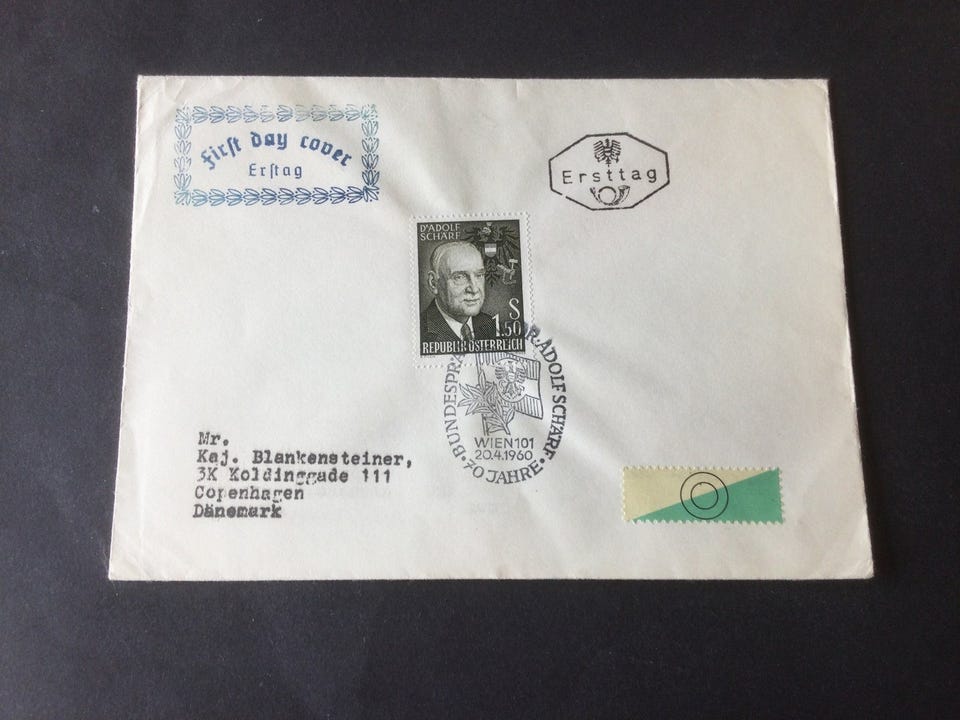 First day cover
Erstag
Ersttag
DR ADOLF
SCHÄRF
S
1.50
REPUBLIK ÖSTERREICH
BUNDESPRÄ DR.ADOLF SCHÄRF
WIEN 101
20.4.1960
70 JAHRE
Mr.
Kaj. Blankensteiner,
3K Koldinggade 111
Copenhagen
Dänemark